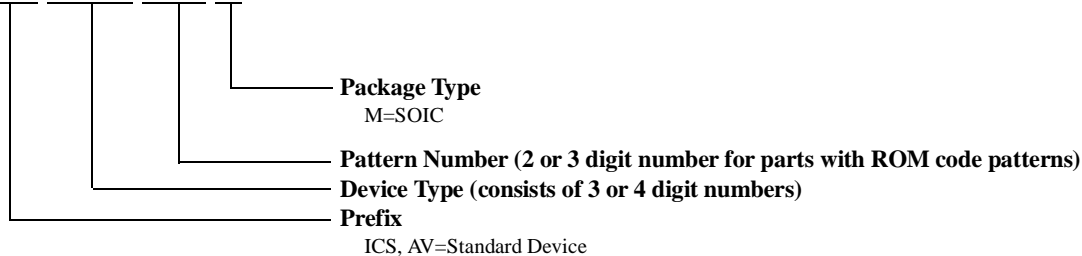 Package Type
M=SOIC
Pattern Number (2 or 3 digit number for parts with ROM code patterns)
Device Type (consists of 3 or 4 digit numbers)
Prefix
ICS, AV=Standard Device